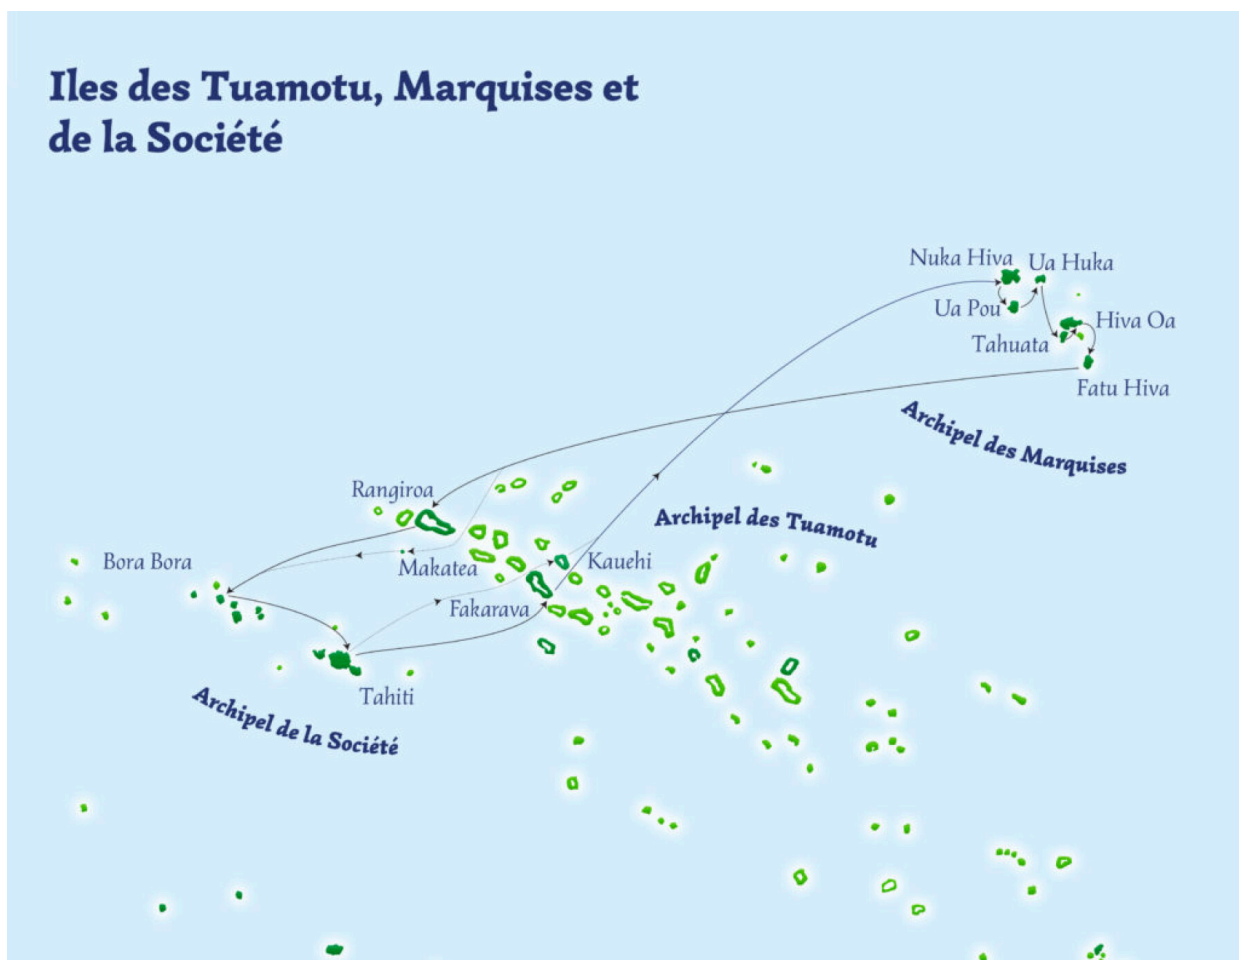 Iles des Tuamotu, Marquises et
de la Société
Nuka Hiva
Ua Huka
Ua Pou
Hiva Oa
Tahuata
Fatu Hiva
Archipel des Marquises
Rangiroa
Archipel des Tuamotu
Bora Bora
Makatea
Kauehi
Fakarava
Tahiti
Archipel de la Société